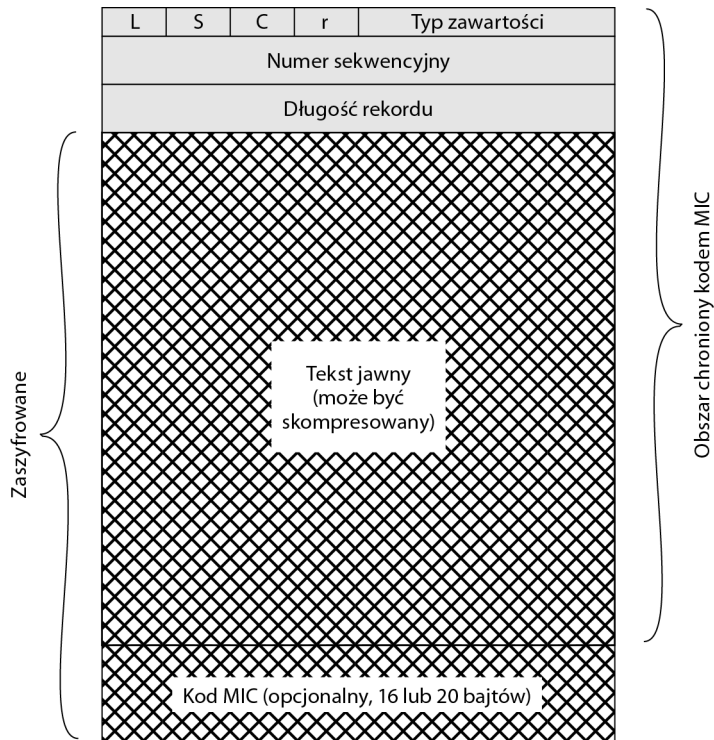 L S C r Typ zawartości
Numer sekwencyjny
Długość rekordu
Tekst jawny
(może być
skompresowany)
Kod MIC (opcjonalny, 16 lub 20 bajtów)
Zaszyfrowane
Obszar chroniony kodem MIC